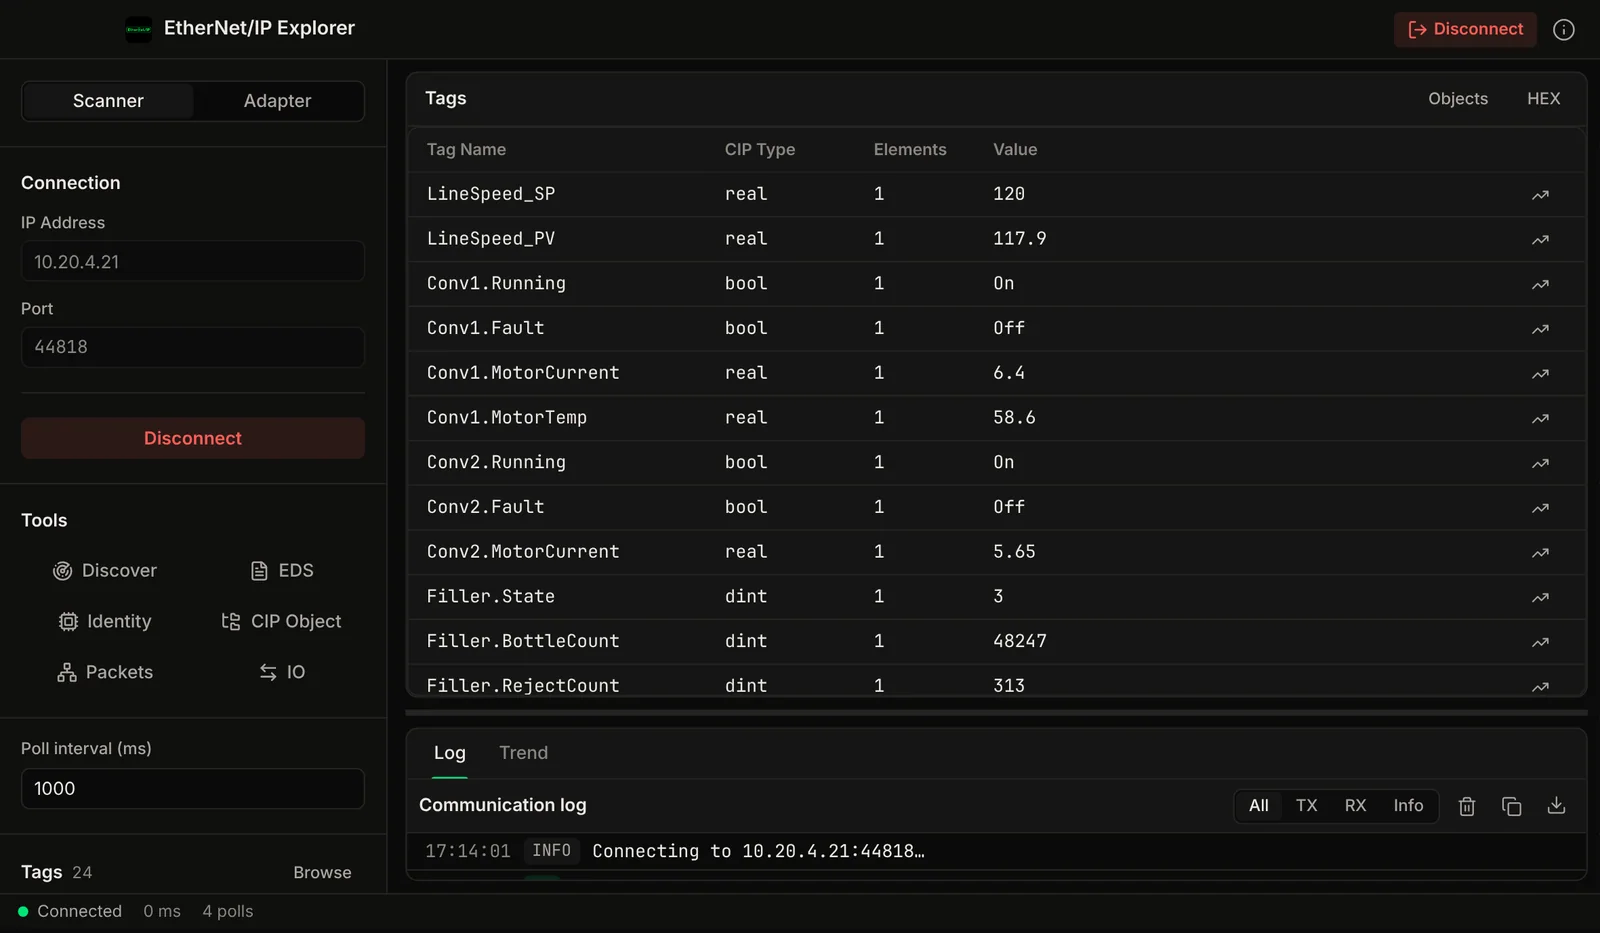 EtherNet/IP Explorer
Disconnect
Scanner
Adapter
Connection
IP Address
10.20.4.21
Port
44818
Disconnect
Tools
Discover
EDS
Identity
CIP Object
Packets
IO
Poll interval (ms)
1000
Tags 24
Browse
Tags
Objects
HEX
Tag Name CIP Type Elements Value
LineSpeed_SP real 1 120
LineSpeed_PV real 1 117.9
Conv1.Running bool 1 On
Conv1.Fault bool 1 Off
Conv1.MotorCurrent real 1 6.4
Conv1.MotorTemp real 1 58.6
Conv2.Running bool 1 On
Conv2.Fault bool 1 Off
Conv2.MotorCurrent real 1 5.65
Filler.State dint 1 3
Filler.BottleCount dint 1 48247
Filler.RejectCount dint 1 313
Log
Trend
Communication log
All TX RX Info
17:14:01 INFO Connecting to 10.20.4.21:44818…
Connected 0 ms 4 polls